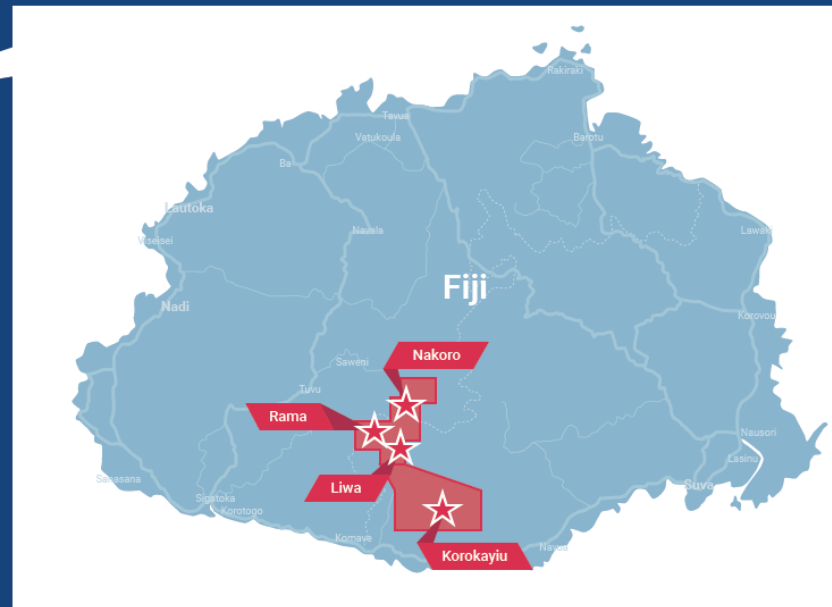 Rakiraki
Tavua
Vatukoula
Barotu
Ba
Lautoka
Navala
Viseisei
Lawaki
Fiji
Nadi
Korovou
Nakoro
Saweni
Tuvu
Rama
Nausori
Lasinu
Sanasana
Liwa
Suva
Sigatoka
Korotogo
Komave
Korokayiu